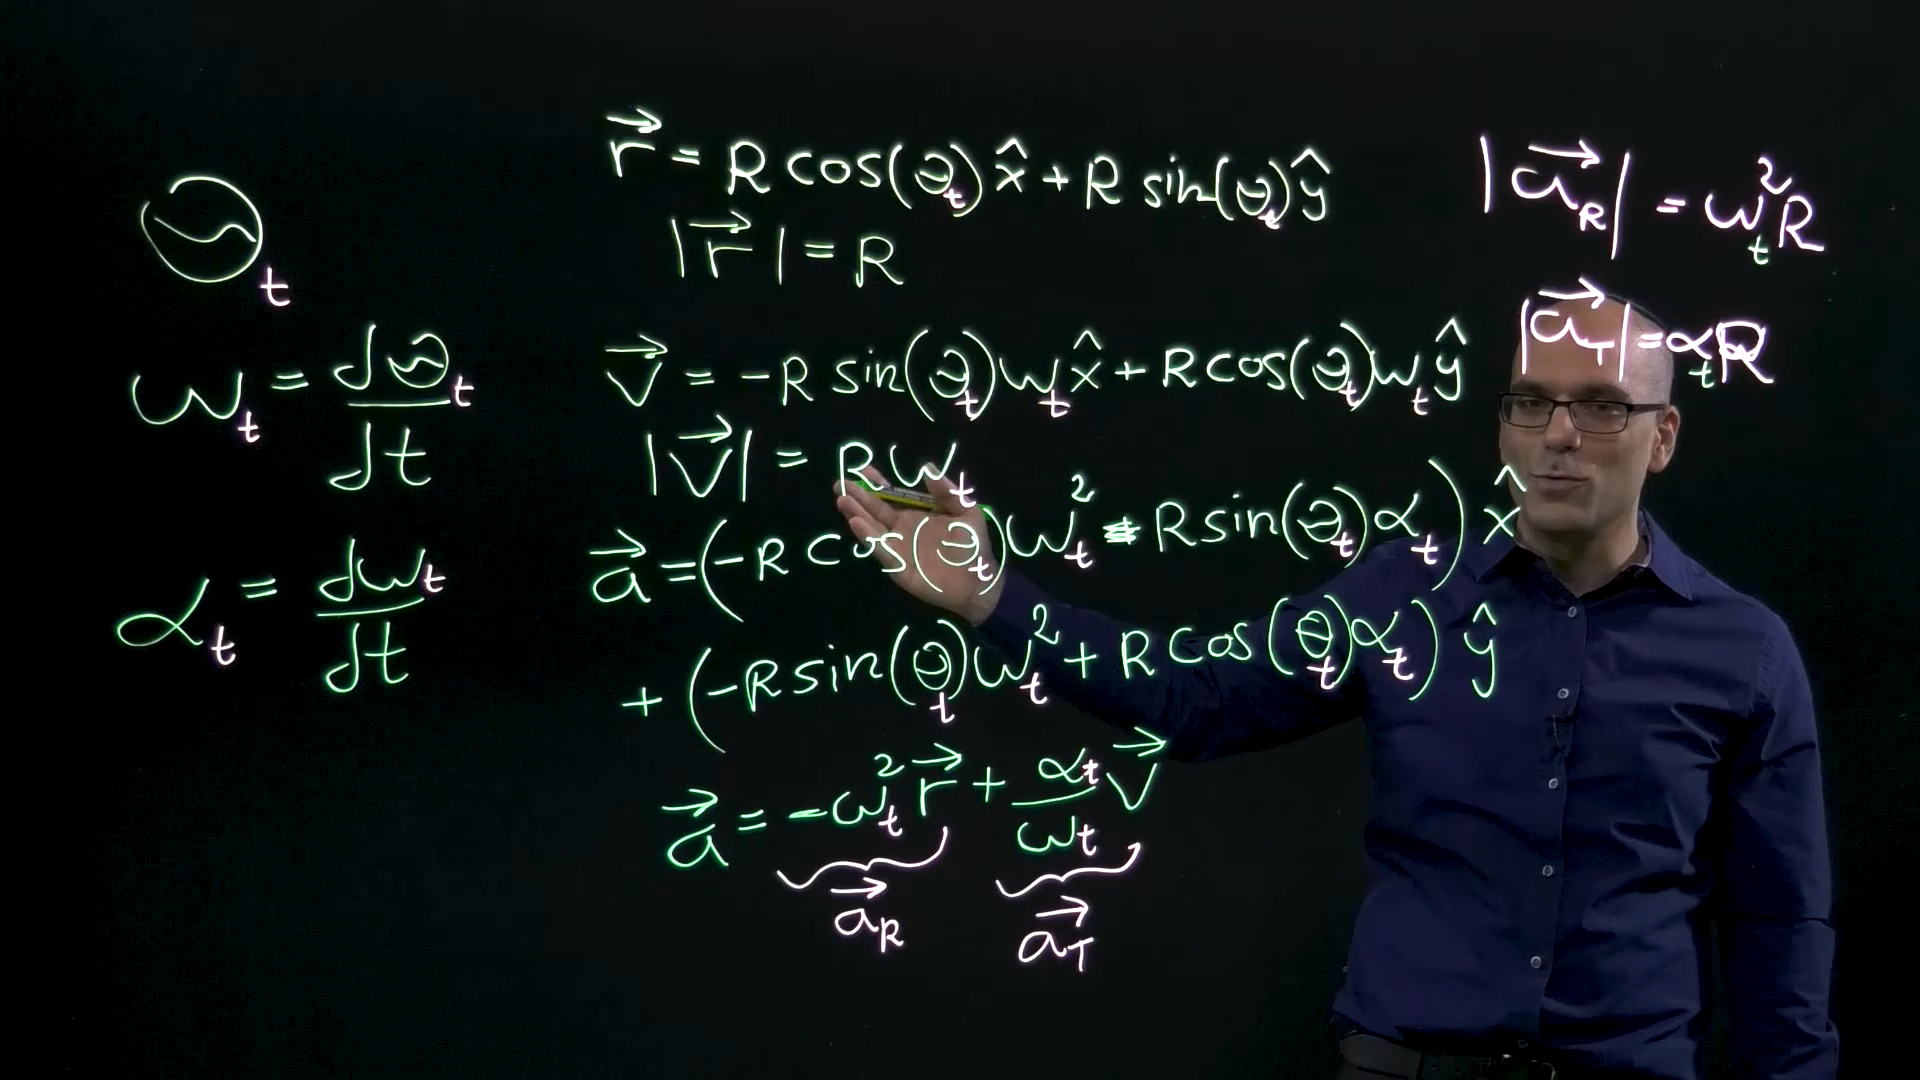 θ_t
ω_t = dθ_t / dt
α_t = dω_t / dt
r⃗ = R cos(θ_t) x̂ + R sin(θ_t) ŷ
|r⃗| = R
v⃗ = -R sin(θ_t) ω_t x̂ + R cos(θ_t) ω_t ŷ
|v⃗| = R ω_t
a⃗ = (-R cos(θ_t) ω_t² - R sin(θ_t) α_t) x̂
+ (-R sin(θ_t) ω_t² + R cos(θ_t) α_t) ŷ
a⃗ = -ω_t² r⃗ + α_t / ω_t v⃗
a⃗_R a⃗_T
|a⃗_R| = ω_t² R
|a⃗_T| = α_t R